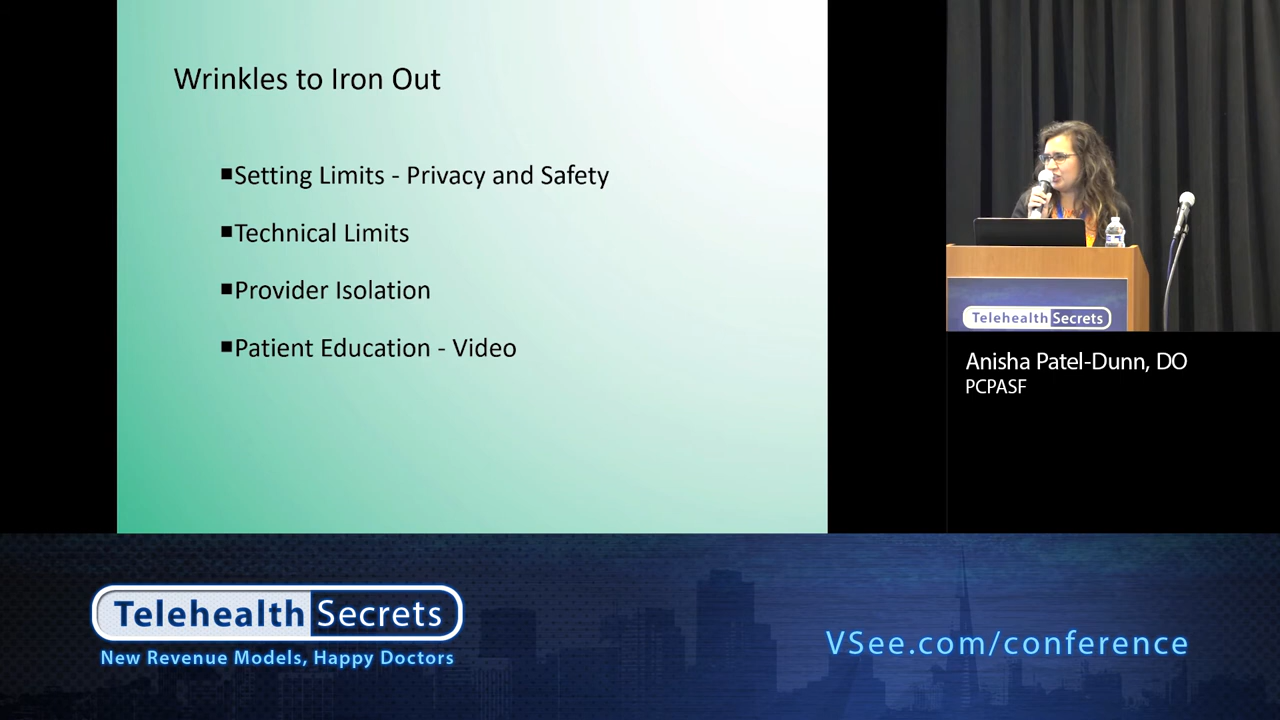 Wrinkles to Iron Out
▪Setting Limits - Privacy and Safety
▪Technical Limits
▪Provider Isolation
▪Patient Education - Video
Telehealth Secrets
Anisha Patel-Dunn, DO
PCPASF
Telehealth Secrets
New Revenue Models, Happy Doctors
VSee.com/conference